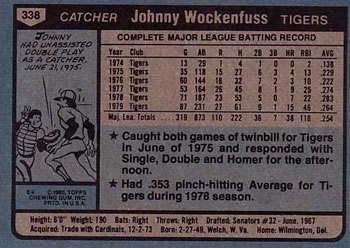 338 CATCHER Johnny Wockenfuss TIGERS
JOHNNY
HAD UNASSISTED
DOUBLE PLAY
AS A CATCHER,
JUNE 21, 1975.
E★ © 1980, TOPPS
CHEWING GUM, INC.
PRTD. IN U.S.A.
COMPLETE MAJOR LEAGUE BATTING RECORD
YEAR CLUB G AB R H 2B 3B HR RBI AVG
1974 Tigers 13 29 1 4 1 0 0 2 .138
1975 Tigers 35 118 15 27 6 3 4 13 .229
1976 Tigers 60 144 18 32 7 2 3 10 .222
1977 Tigers 53 164 26 45 8 1 9 25 .274
1978 Tigers 71 187 23 53 5 0 7 22 .283
1979 Tigers 87 231 27 61 9 1 15 46 .264
Maj. Lea. Totals 319 873 110 222 36 7 38 118 .254
★ Caught both games of twinbill for Tigers
in June of 1975 and responded with
Single, Double and Homer for the after-
noon.
★ Had .353 pinch-hitting Average for Ti-
gers during 1978 season.
Height: 6'0" Weight: 190 Bats: Right Throws: Right Drafted: Senators #32 - June, 1967
Acquired: Trade with Cardinals, 12-2-73 Born: 2-27-49, Welch, W. Va. Home: Wilmington, Del.